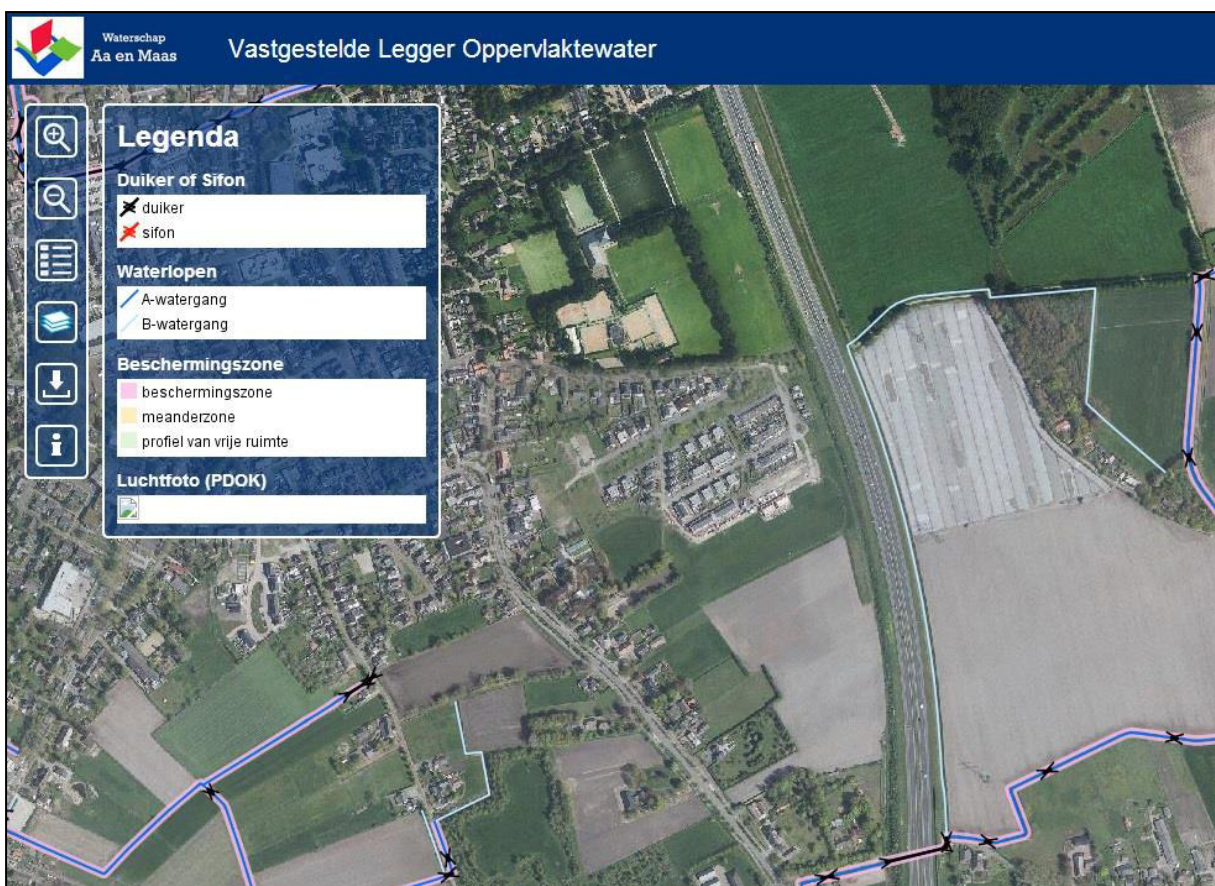 Waterschap
Aa en Maas
Vastgestelde Legger Oppervlaktewater
Legenda
Duiker of Sifon
duiker
sifon
Waterlopen
A-watergang
B-watergang
Beschermingszone
beschermingszone
meanderzone
profiel van vrije ruimte
Luchtfoto (PDOK)